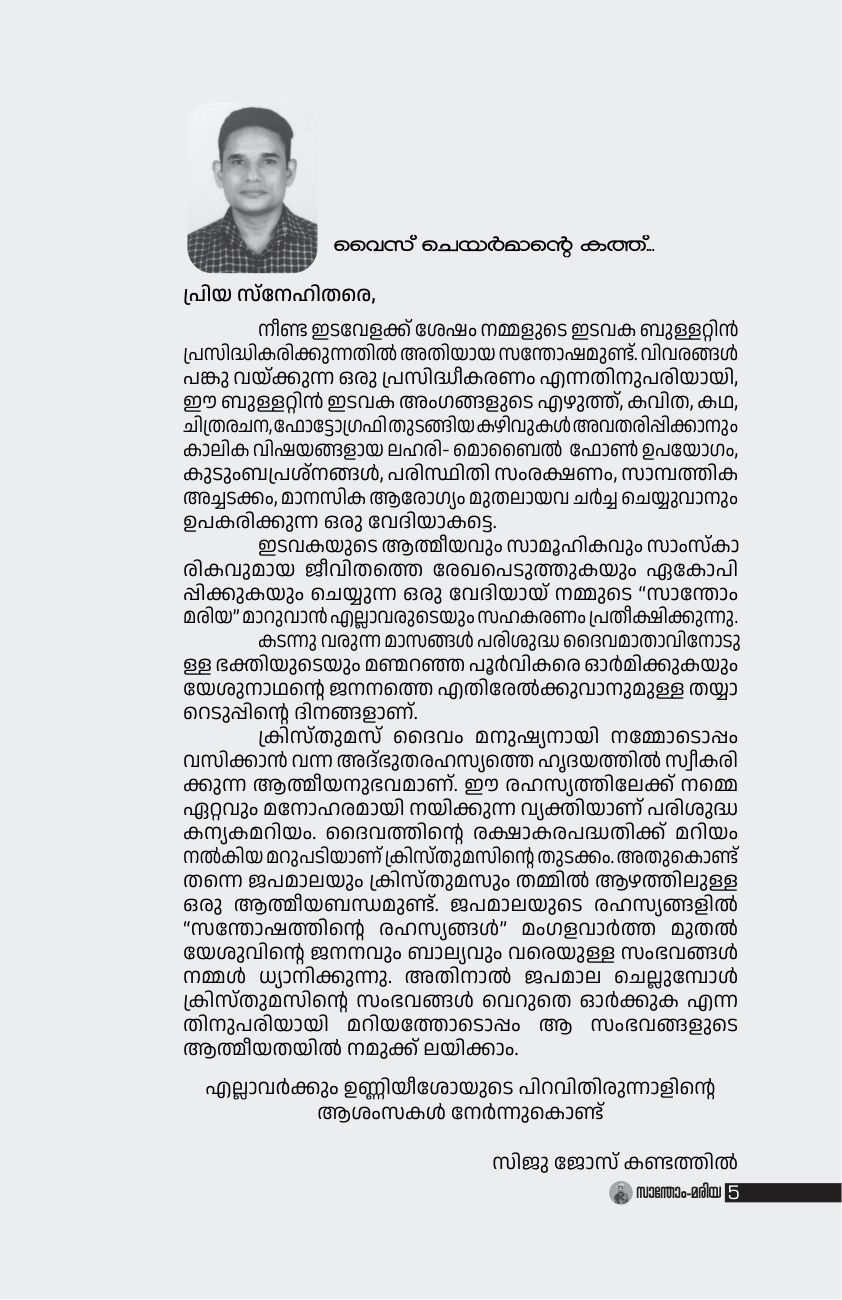 വൈസ് ചെയർമാന്റെ കത്ത്...
പ്രിയ സ്നേഹിതരെ,
നീണ്ട ഇടവേളക്ക് ശേഷം നമ്മളുടെ ഇടവക ബുള്ളറ്റിൻ
പ്രസിദ്ധികരിക്കുന്നതിൽ അതിയായ സന്തോഷമുണ്ട്. വിവരങ്ങൾ
പങ്കു വയ്ക്കുന്ന ഒരു പ്രസിദ്ധീകരണം എന്നതിനുപരിയായി,
ഈ ബുള്ളറ്റിൻ ഇടവക അംഗങ്ങളുടെ എഴുത്ത്, കവിത, കഥ,
ചിത്രരചന, ഫോട്ടോഗ്രഫി തുടങ്ങിയ കഴിവുകൾ അവതരിപ്പിക്കാനും
കാലിക വിഷയങ്ങളായ ലഹരി- മൊബൈൽ ഫോൺ ഉപയോഗം,
കുടുംബപ്രശ്നങ്ങൾ, പരിസ്ഥിതി സംരക്ഷണം, സാമ്പത്തിക
അച്ചടക്കം, മാനസിക ആരോഗ്യം മുതലായവ ചർച്ച ചെയ്യുവാനും
ഉപകരിക്കുന്ന ഒരു വേദിയാകട്ടെ.
ഇടവകയുടെ ആത്മീയവും സാമൂഹികവും സാംസ്കാ
രികവുമായ ജീവിതത്തെ രേഖപെടുത്തുകയും ഏകോപി
പ്പിക്കുകയും ചെയ്യുന്ന ഒരു വേദിയായ് നമ്മുടെ “സാന്തോം
മരിയ” മാറുവാൻ എല്ലാവരുടെയും സഹകരണം പ്രതീക്ഷിക്കുന്നു.
കടന്നു വരുന്ന മാസങ്ങൾ പരിശുദ്ധ ദൈവമാതാവിനോടു
ള്ള ഭക്തിയുടെയും മണ്മറഞ്ഞ പൂർവികരെ ഓർമിക്കുകയും
യേശുനാഥന്റെ ജനനത്തെ എതിരേൽക്കുവാനുമുള്ള തയ്യാ
റെടുപ്പിന്റെ ദിനങ്ങളാണ്.
ക്രിസ്തുമസ് ദൈവം മനുഷ്യനായി നമ്മോടൊപ്പം
വസിക്കാൻ വന്ന അദ്ഭുതരഹസ്യത്തെ ഹൃദയത്തിൽ സ്വീകരി
ക്കുന്ന ആത്മീയനുഭവമാണ്. ഈ രഹസ്യത്തിലേക്ക് നമ്മെ
ഏറ്റവും മനോഹരമായി നയിക്കുന്ന വ്യക്തിയാണ് പരിശുദ്ധ
കന്യകമറിയം. ദൈവത്തിന്റെ രക്ഷാകരപദ്ധതിക്ക് മറിയം
നൽകിയ മറുപടിയാണ് ക്രിസ്തുമസിന്റെ തുടക്കം. അതുകൊണ്ട്
തന്നെ ജപമാലയും ക്രിസ്തുമസും തമ്മിൽ ആഴത്തിലുള്ള
ഒരു ആത്മീയബന്ധമുണ്ട്. ജപമാലയുടെ രഹസ്യങ്ങളിൽ
“സന്തോഷത്തിന്റെ രഹസ്യങ്ങൾ” മംഗളവാർത്ത മുതൽ
യേശുവിന്റെ ജനനവും ബാല്യവും വരെയുള്ള സംഭവങ്ങൾ
നമ്മൾ ധ്യാനിക്കുന്നു. അതിനാൽ ജപമാല ചെല്ലുമ്പോൾ
ക്രിസ്തുമസിന്റെ സംഭവങ്ങൾ വെറുതെ ഓർക്കുക എന്ന
തിനുപരിയായി മറിയത്തോടൊപ്പം ആ സംഭവങ്ങളുടെ
ആത്മീയതയിൽ നമുക്ക് ലയിക്കാം.
എല്ലാവർക്കും ഉണ്ണിയീശോയുടെ പിറവിതിരുന്നാളിന്റെ
ആശംസകൾ നേർന്നുകൊണ്ട്
സിജു ജോസ് കണ്ടത്തിൽ
സാന്തോം-മരിയ 5